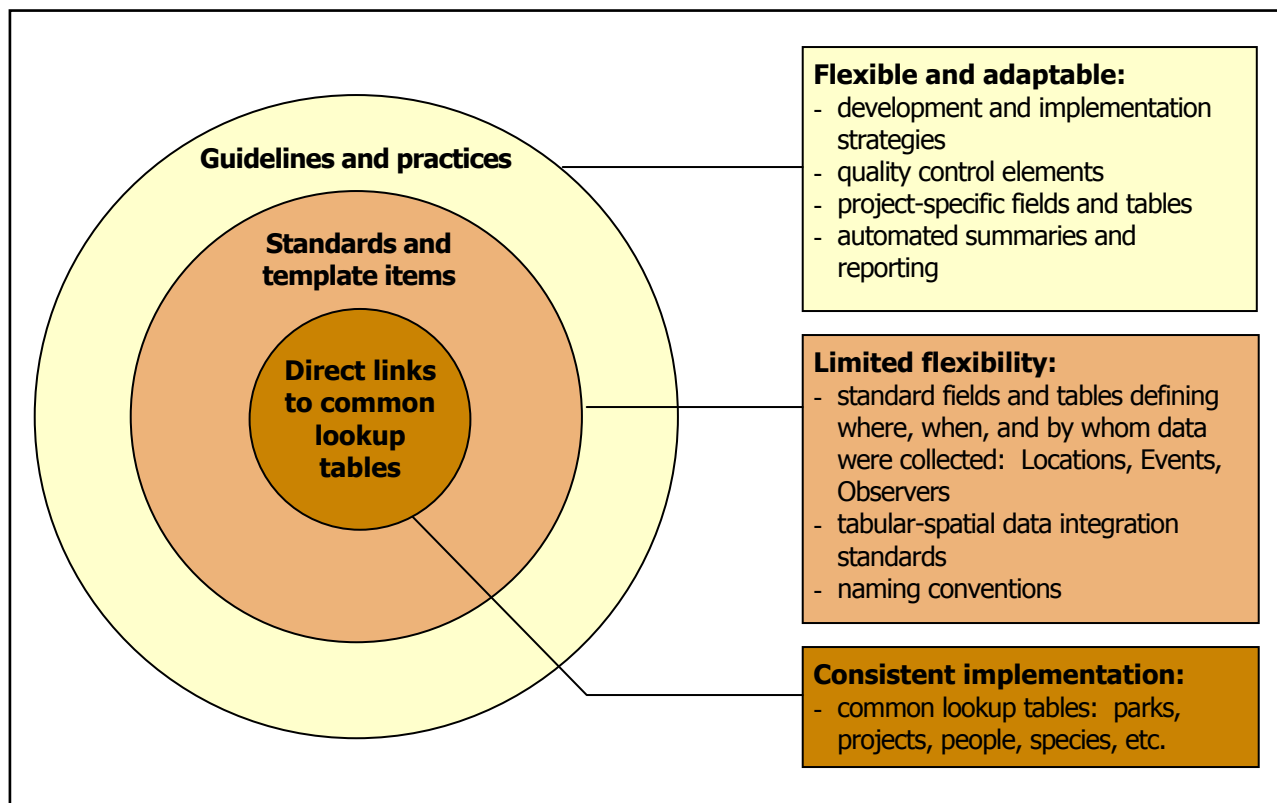 Guidelines and practices
Standards and
template items
Direct links
to common
lookup
tables
Flexible and adaptable:
- development and implementation
strategies
- quality control elements
- project-specific fields and tables
- automated summaries and
reporting
Limited flexibility:
- standard fields and tables defining
where, when, and by whom data
were collected:  Locations, Events,
Observers
- tabular-spatial data integration
standards
- naming conventions
Consistent implementation:
- common lookup tables:  parks,
projects, people, species, etc.